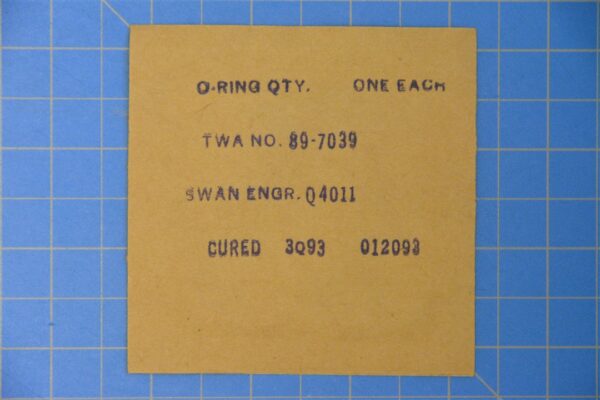 O-RING QTY. ONE EACH
TWA NO. 89-7039
SWAN ENGR. Q4011
CURED 3Q93 012093